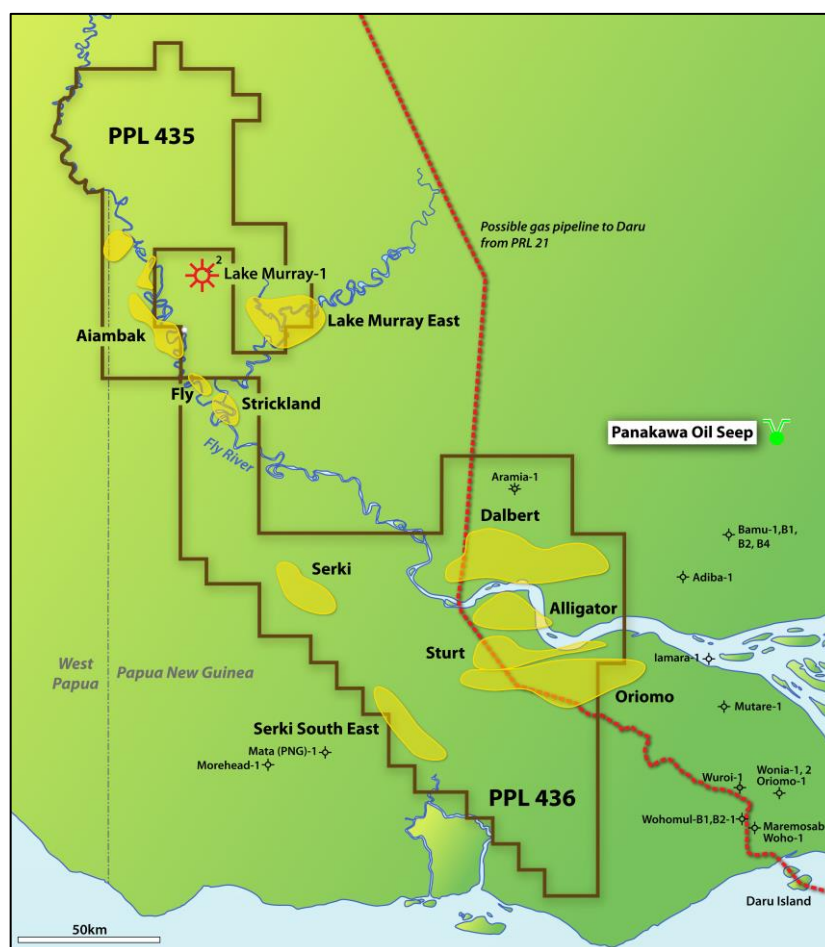 PPL 435
Possible gas pipeline to Daru
from PRL 21
2
Lake Murray-1
Aiambak
Lake Murray East
Fly
Strickland
Panakawa Oil Seep
Fly River
Aramia-1
Dalbert
Bamu-1,B1,
B2, B4
Serki
Adiba-1
Alligator
Sturt
Iamara-1
West
Papua
Papua New Guinea
Oriomo
Mutare-1
Serki South East
Mata (PNG)-1
Morehead-1
Wuroi-1
Wonia-1, 2
Oriomo-1
PPL 436
Wohomul-B1,B2-1
Maremosab
Woho-1
Daru Island
50km